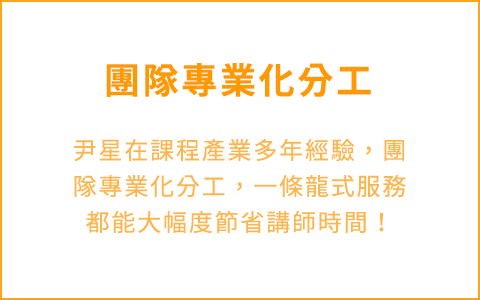 團隊專業化分工
尹星在課程產業多年經驗，團
隊專業化分工，一條龍式服務
都能大幅度節省講師時間！